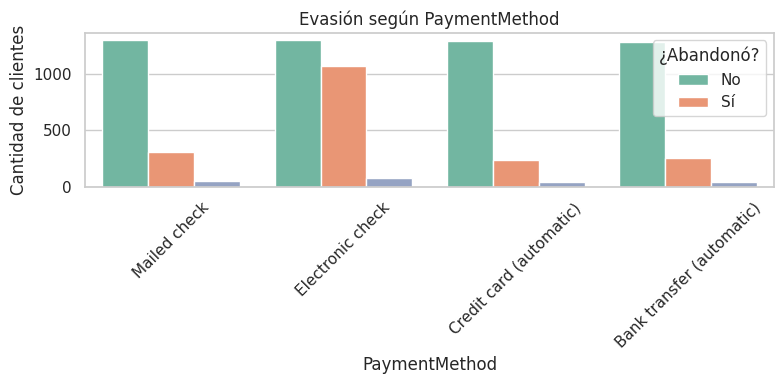 Evasión según PaymentMethod
Cantidad de clientes
1000
500
0
¿Abandonó?
No
Sí
Mailed check
Electronic check
Credit card (automatic)
Bank transfer (automatic)
PaymentMethod